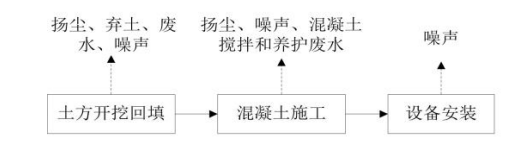 扬尘、弃土、废
水、噪声
扬尘、噪声、混凝土
搅拌和养护废水
噪声
土方开挖回填
混凝土施工
设备安装